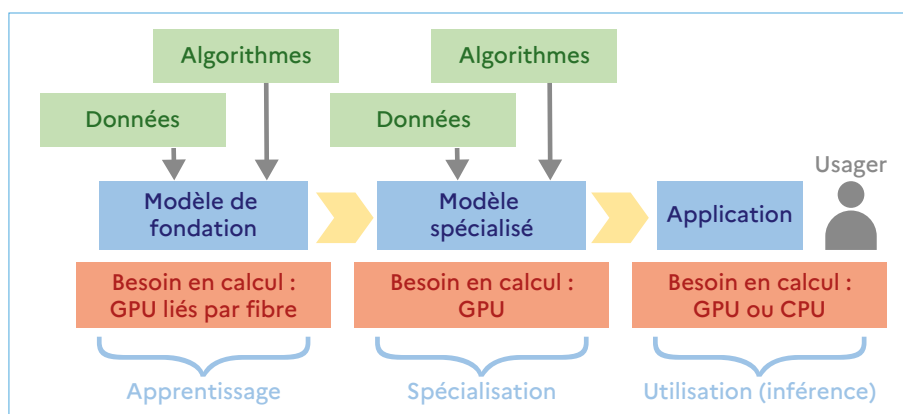 Algorithmes
Algorithmes
Données
Données
Usager
Modèle de
fondation
Modèle
spécialisé
Application
Besoin en calcul :
GPU liés par fibre
Besoin en calcul :
GPU
Besoin en calcul :
GPU ou CPU
Apprentissage
Spécialisation
Utilisation (inférence)